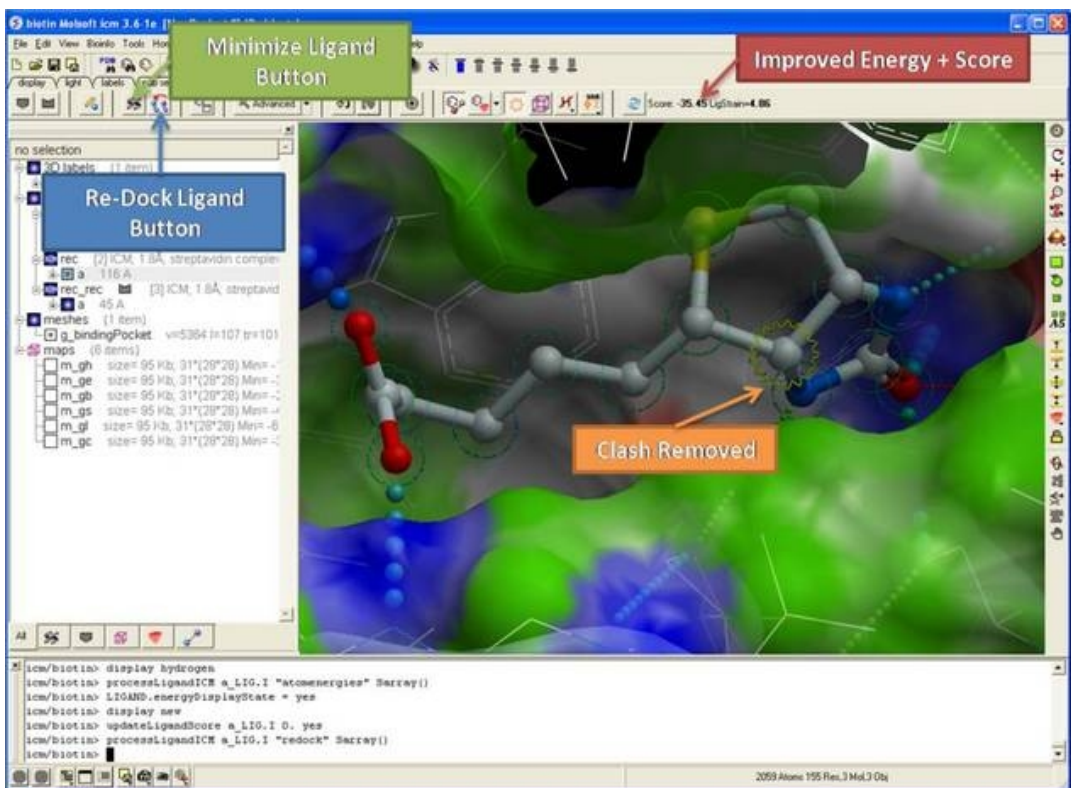 biotin Molsoft icm 3.6-1e
File Edit View Bioinfo Tools
Minimize Ligand
Button
Improved Energy + Score
display light labels
Advanced
Score: -35.45 LigStrain=4.86
no selection
3D labels (1 item)
Re-Dock Ligand
Button
rec [2] ICM, 1.8Å, streptavidin comple
a 116 A
rec_rec [3] ICM, 1.8Å, streptavid
a 45 A
meshes (1 item)
g_bindingPocket v=5364 l=107 tr=101
maps (6 items)
m_gh size= 95 Kb, 31*(28*28) Min= -
m_ge size= 95 Kb, 31*(28*28) Min= -
m_gb size= 95 Kb, 31*(28*28) Min= -
m_gs size= 95 Kb, 31*(28*28) Min= -
m_gl size= 95 Kb, 31*(28*28) Min= -6
m_gc size= 95 Kb, 31*(28*28) Min= -
Clash Removed
All
icm/biotin> display hydrogen
icm/biotin> processLigandICM a_LIG.I "atomenergies" Sarray()
icm/biotin> LIGAND.energyDisplayState = yes
icm/biotin> display new
icm/biotin> updateLigandScore a_LIG.I 0. yes
icm/biotin> processLigandICM a_LIG.I "redock" Sarray()
icm/biotin>
2059 Atoms 155 Res,3 Mol,3 Obj